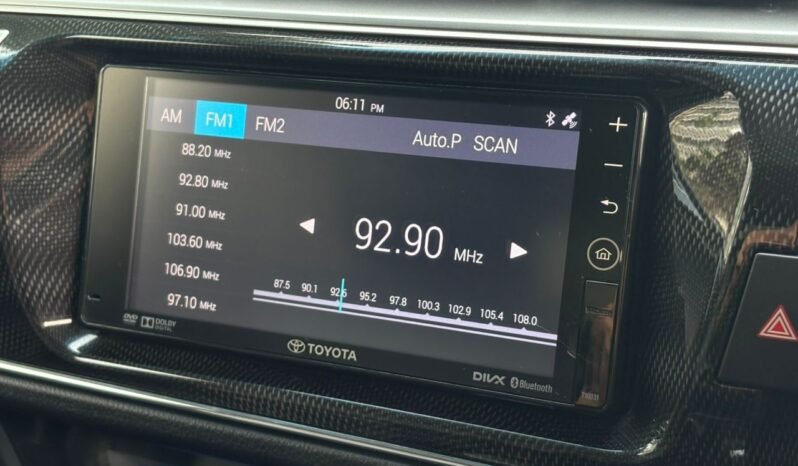 06:11 PM
AM FM1 FM2
Auto.P SCAN
88.20 MHz
92.80 MHz
91.00 MHz
103.60 MHz
106.90 MHz
97.10 MHz
92.90 MHz
87.5 90.1 92.6 95.2 97.8 100.3 102.9 105.4 108.0
DVD DOLBY
DIGITAL
TOYOTA
DIVX Bluetooth